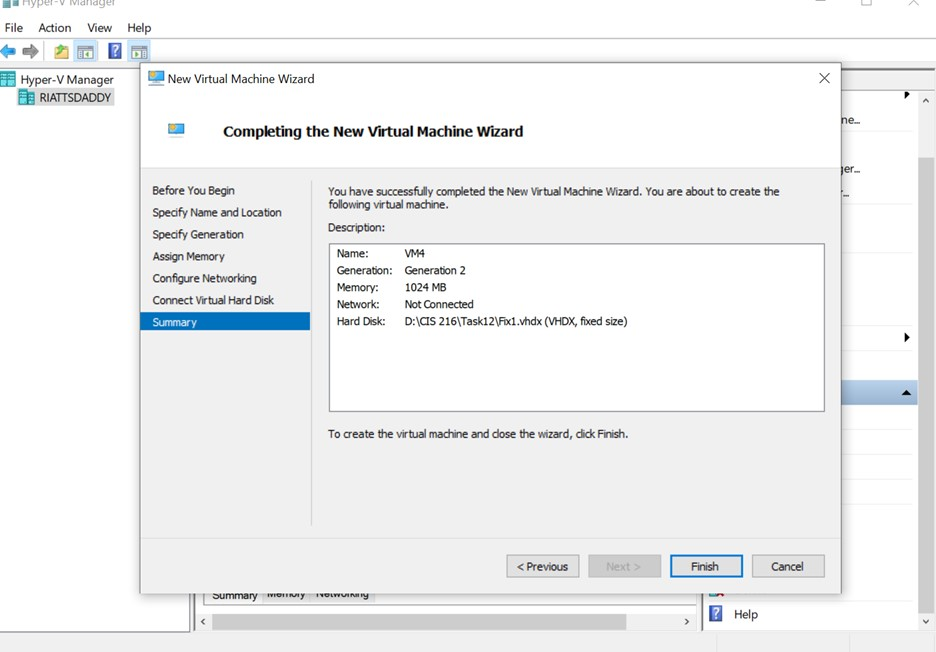 Hyper-V Manager
File Action View Help
Hyper-V Manager
RIATTSDADDY
New Virtual Machine Wizard
Completing the New Virtual Machine Wizard
Before You Begin
Specify Name and Location
Specify Generation
Assign Memory
Configure Networking
Connect Virtual Hard Disk
Summary
You have successfully completed the New Virtual Machine Wizard. You are about to create the
following virtual machine.
Description:
Name: VM4
Generation: Generation 2
Memory: 1024 MB
Network: Not Connected
Hard Disk: D:\CIS 216\Task12\Fix1.vhdx (VHDX, fixed size)
To create the virtual machine and close the wizard, click Finish.
< Previous Next > Finish Cancel
ne...
ger...
r...
Summary Memory Networking
Help